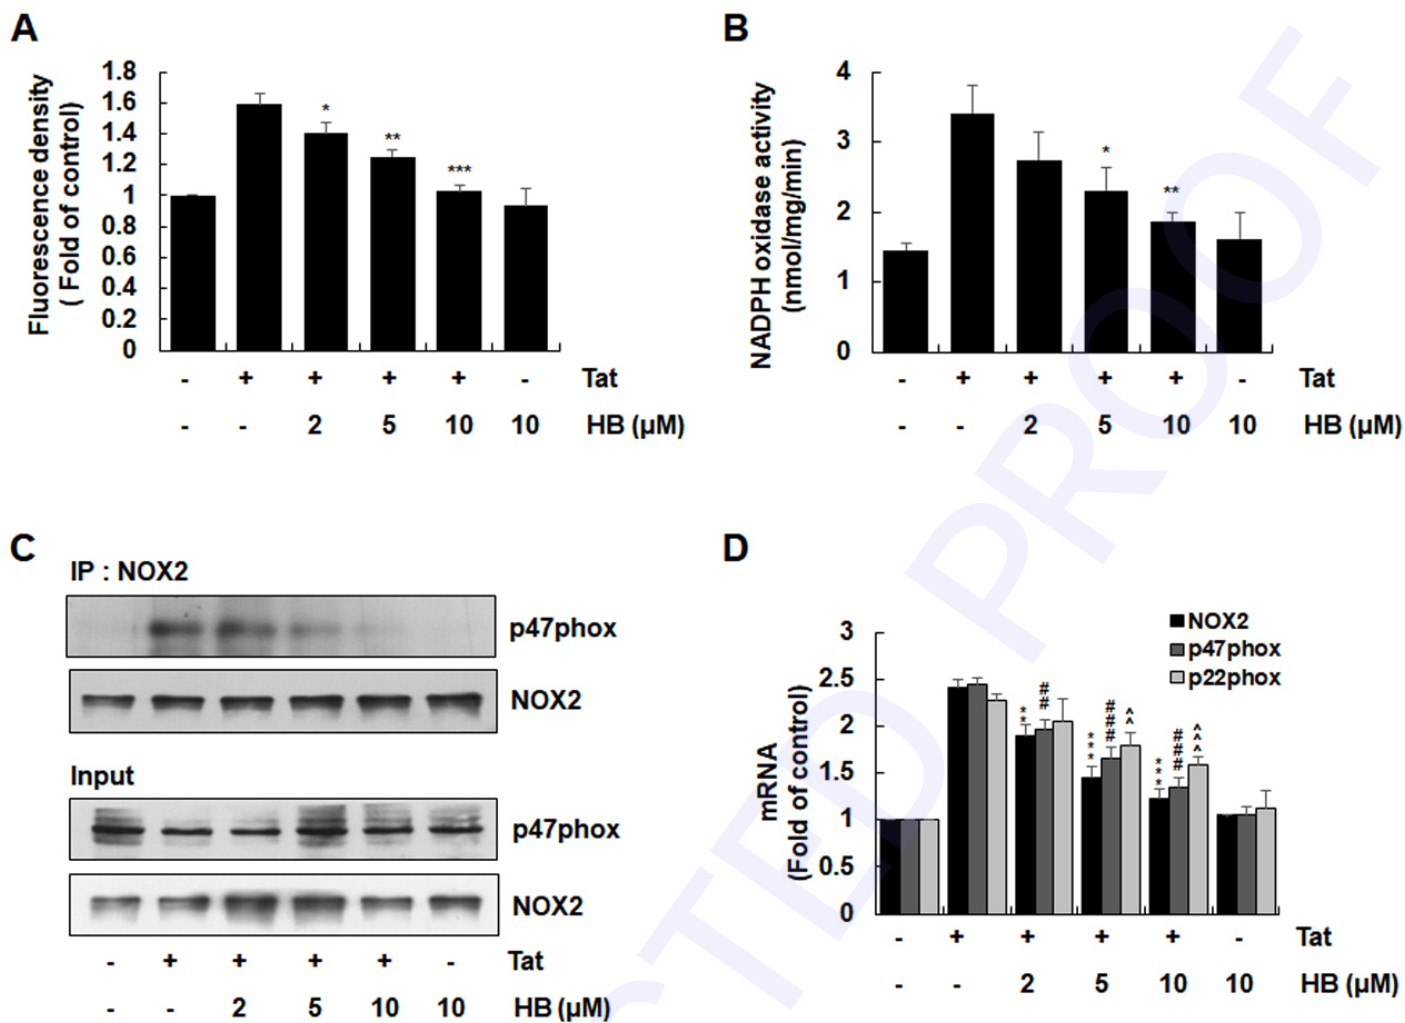 A
Fluorescence density
( Fold of control)
1.8
1.6
1.4
1.2
1
0.8
0.6
0.4
0.2
0
*
**
***
- + + + + - Tat
- - 2 5 10 10 HB (µM)
B
NADPH oxidase activity
(nmol/mg/min)
4
3
2
1
0
*
**
- + + + + - Tat
- - 2 5 10 10 HB (µM)
C
IP : NOX2
p47phox
NOX2
Input
p47phox
NOX2
- + + + + - Tat
- - 2 5 10 10 HB (µM)
D
mRNA
(Fold of control)
NOX2
p47phox
p22phox
3
2.5
2
1.5
1
0.5
0
**
##
***
###
^^
***
###
^^^
- + + + + - Tat
- - 2 5 10 10 HB (µM)
STED PROOF